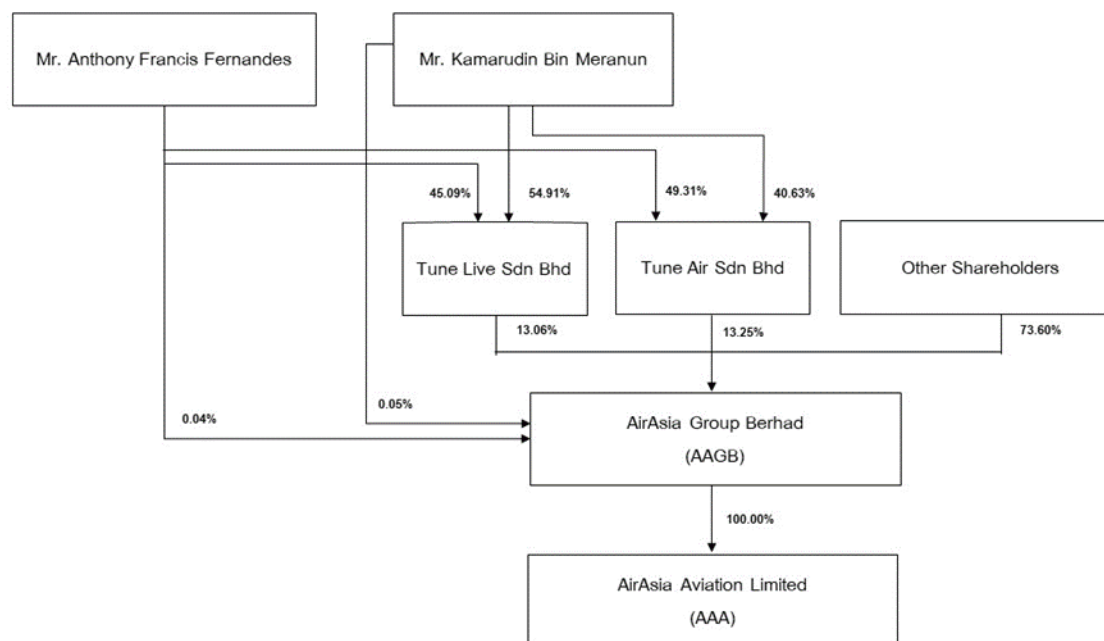 Mr. Anthony Francis Fernandes
Mr. Kamarudin Bin Meranun
45.09%
54.91%
49.31%
40.63%
Tune Live Sdn Bhd
Tune Air Sdn Bhd
Other Shareholders
13.06%
13.25%
73.60%
0.04%
0.05%
AirAsia Group Berhad
(AAGB)
100.00%
AirAsia Aviation Limited
(AAA)